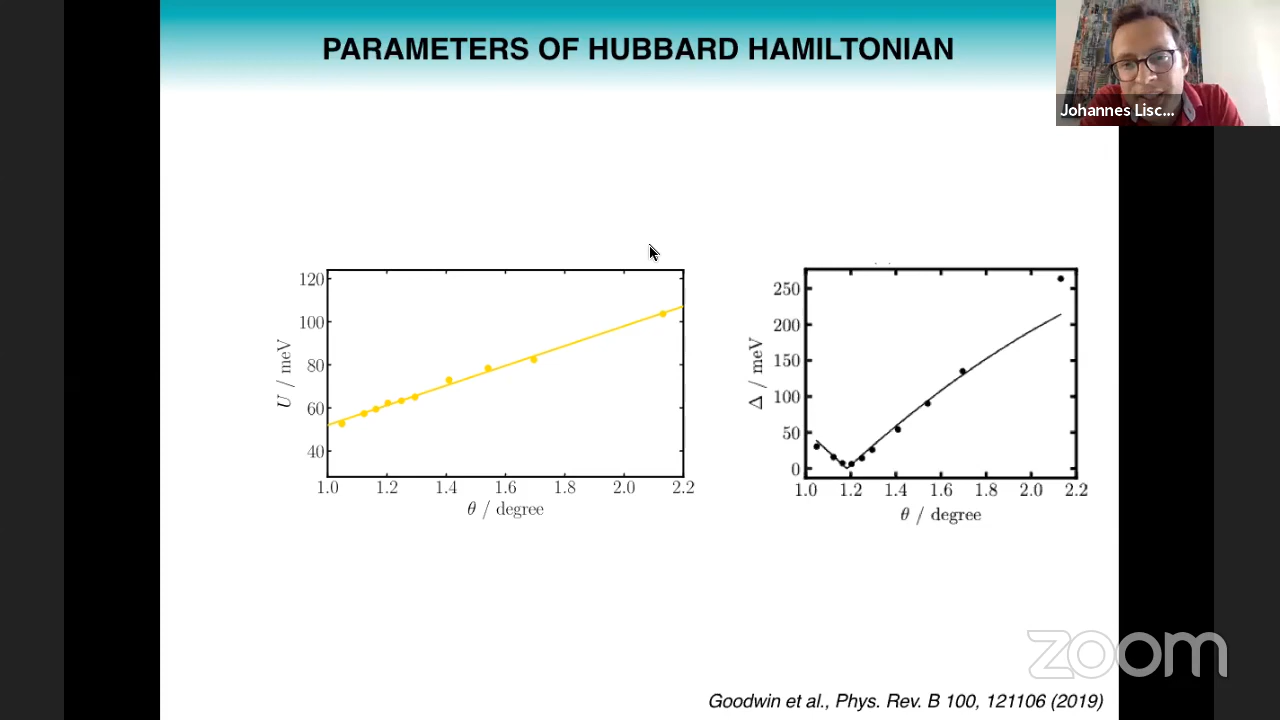 PARAMETERS OF HUBBARD HAMILTONIAN
Johannes Lisc...
120
100
80
60
40
U / meV
1.0 1.2 1.4 1.6 1.8 2.0 2.2
θ / degree
250
200
150
100
50
0
Δ / meV
1.0 1.2 1.4 1.6 1.8 2.0 2.2
θ / degree
zoom
Goodwin et al., Phys. Rev. B 100, 121106 (2019)